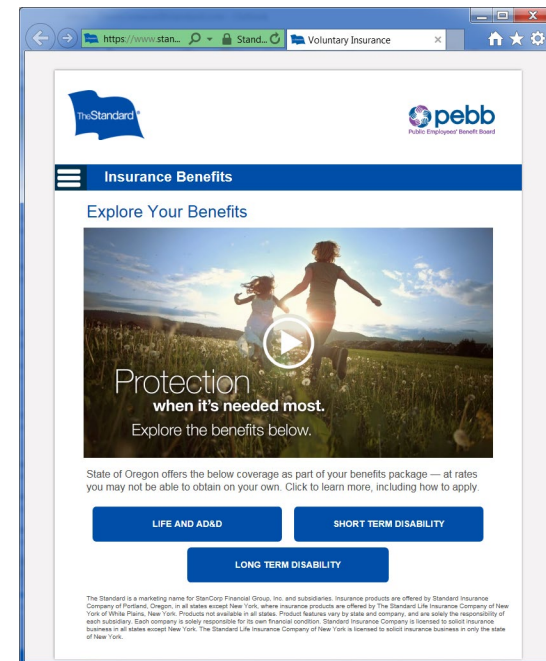 https://www.stan...
Stand...
Voluntary Insurance
TheStandard
pebb
Public Employees' Benefit Board
Insurance Benefits
Explore Your Benefits
Protection
when it's needed most.
Explore the benefits below.
State of Oregon offers the below coverage as part of your benefits package — at rates
you may not be able to obtain on your own. Click to learn more, including how to apply.
LIFE AND AD&D
SHORT TERM DISABILITY
LONG TERM DISABILITY
The Standard is a marketing name for StanCorp Financial Group, Inc. and subsidiaries. Insurance products are offered by Standard Insurance
Company of Portland, Oregon, in all states except New York, where insurance products are offered by The Standard Life Insurance Company of New
York of White Plains, New York. Products not available in all states. Product features vary by state and company, and are solely the responsibility of
each subsidiary. Each company is solely responsible for its own financial condition. Standard Insurance Company is licensed to solicit insurance
business in all states except New York. The Standard Life Insurance Company of New York is licensed to solicit insurance business in only the state
of New York.